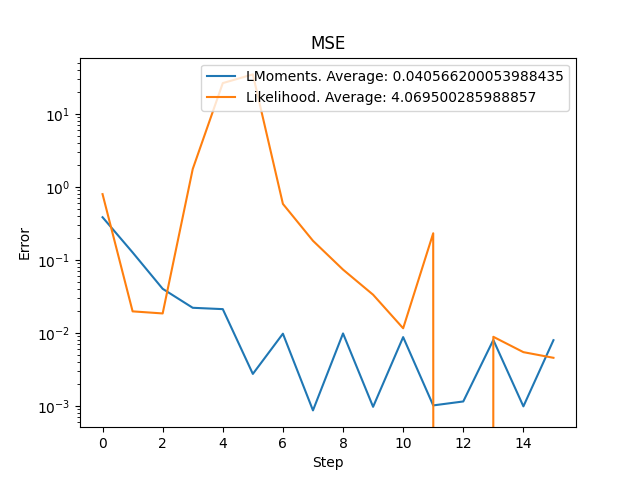 MSE
LMoments. Average: 0.040566200053988435
Likelihood. Average: 4.069500285988857
Error
10¹
10⁰
10⁻¹
10⁻²
10⁻³
0 2 4 6 8 10 12 14
Step